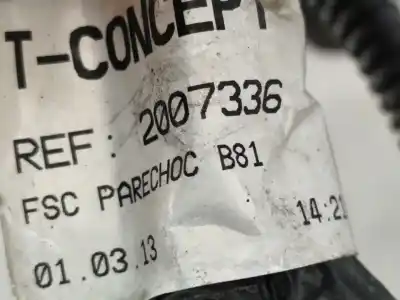 T-CONCEPT
REF: 2007336
FSC PARECHOC B81
01.03.13 14:2